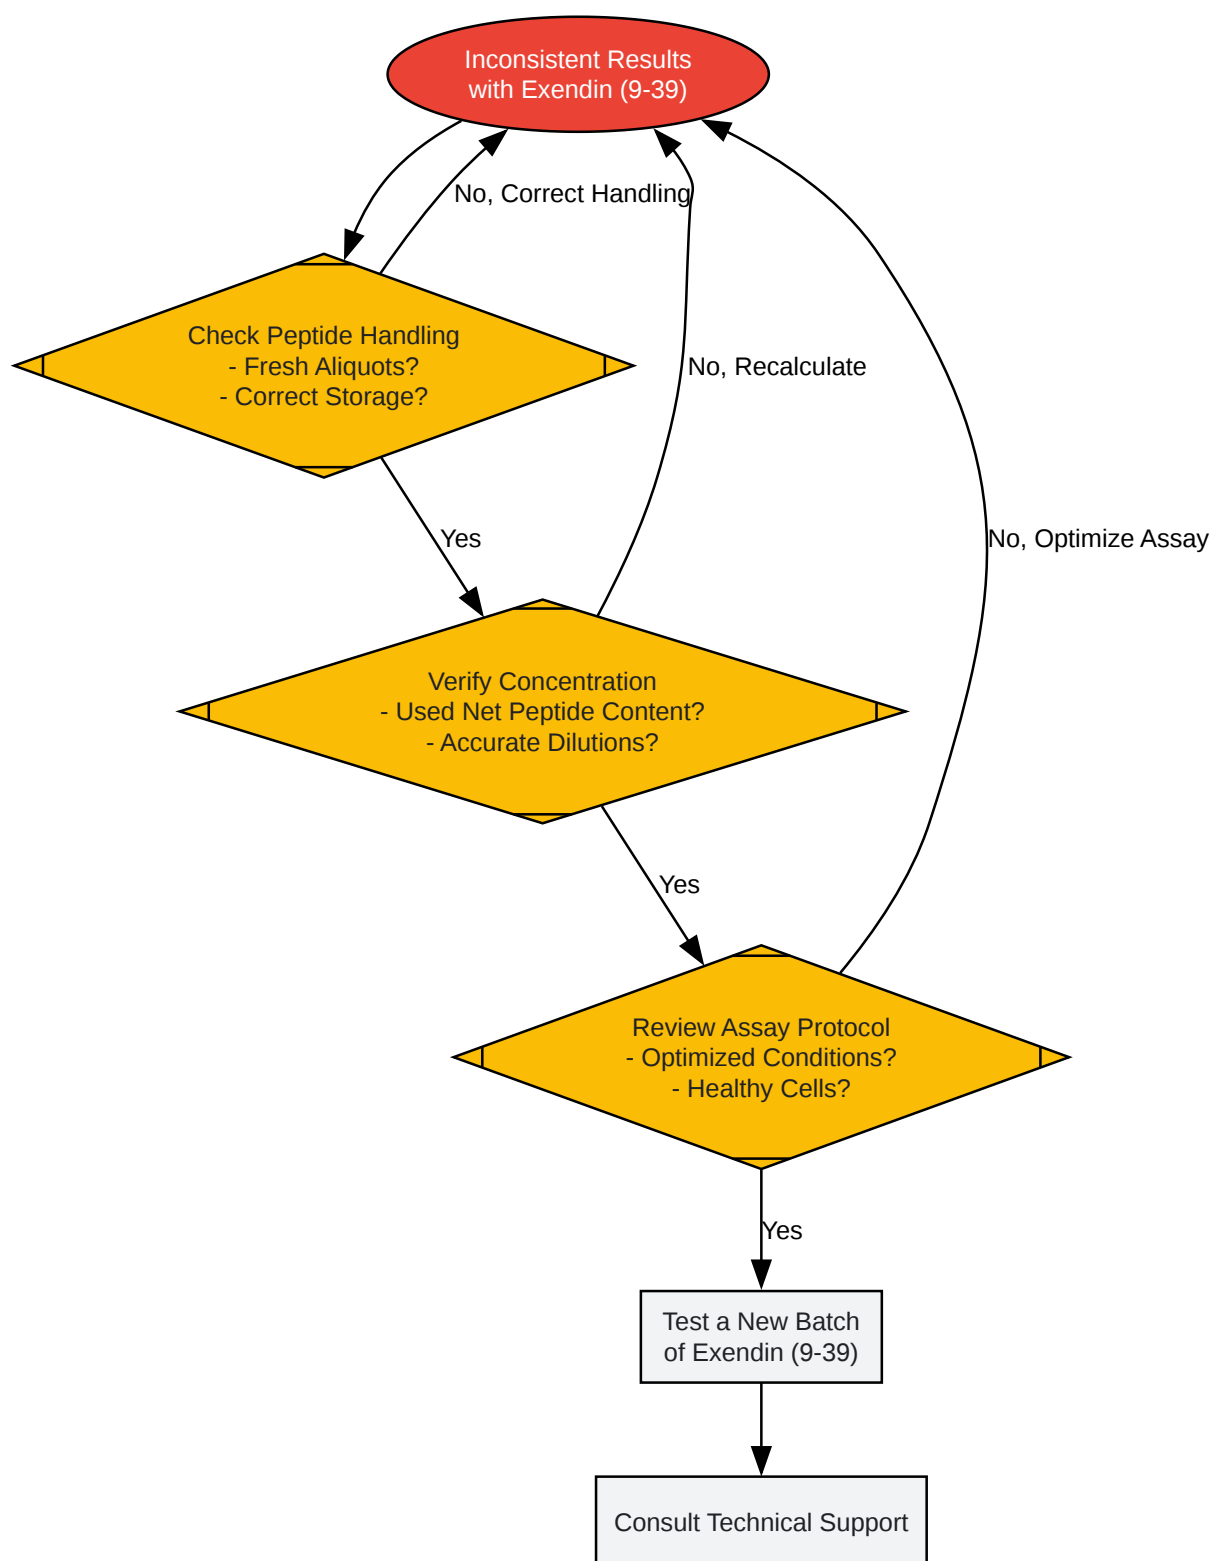 Inconsistent Results
with Exendin (9-39)
No, Correct Handling
Check Peptide Handling
- Fresh Aliquots?
- Correct Storage?
No, Recalculate
Yes
No, Optimize Assay
Verify Concentration
- Used Net Peptide Content?
- Accurate Dilutions?
Yes
Review Assay Protocol
- Optimized Conditions?
- Healthy Cells?
Yes
Test a New Batch
of Exendin (9-39)
Consult Technical Support